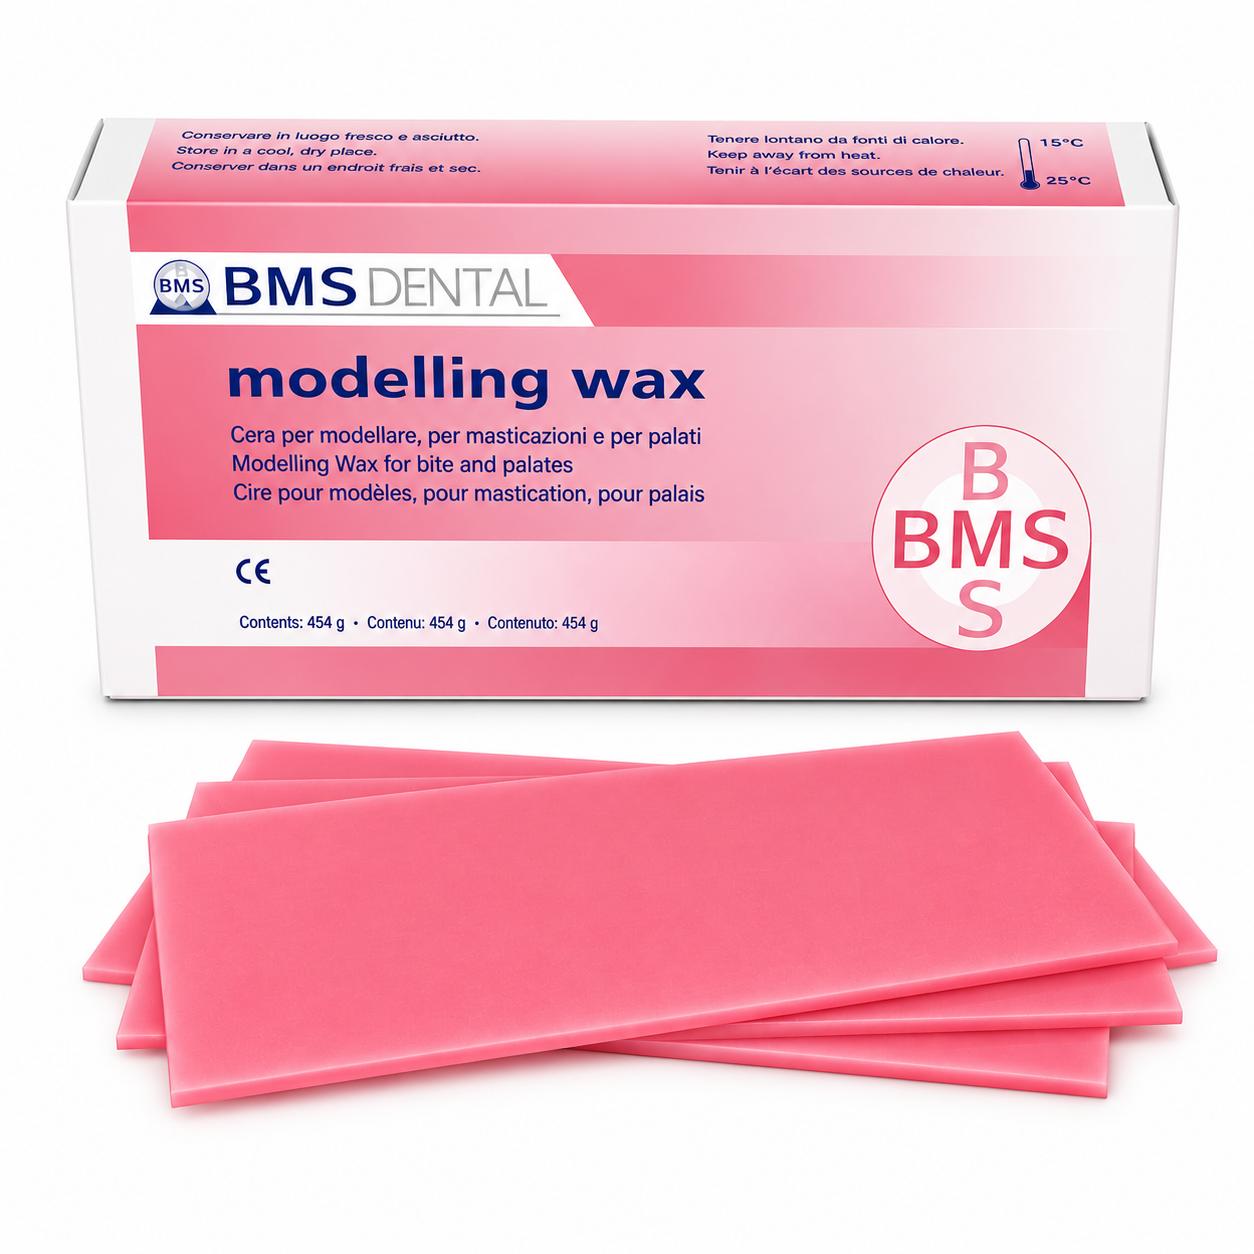 Conservare in luogo fresco e asciutto.
Store in a cool, dry place.
Conserver dans un endroit frais et sec.
Tenere lontano da fonti di calore.
Keep away from heat.
Tenir à l'écart des sources de chaleur.
15°C
25°C
B
BMS
BMS DENTAL
modelling wax
Cera per modellare, per masticazioni e per palati
Modelling Wax for bite and palates
Cire pour modèles, pour mastication, pour palais
CE
Contents: 454 g • Contenu: 454 g • Contenuto: 454 g
B
BMS
S